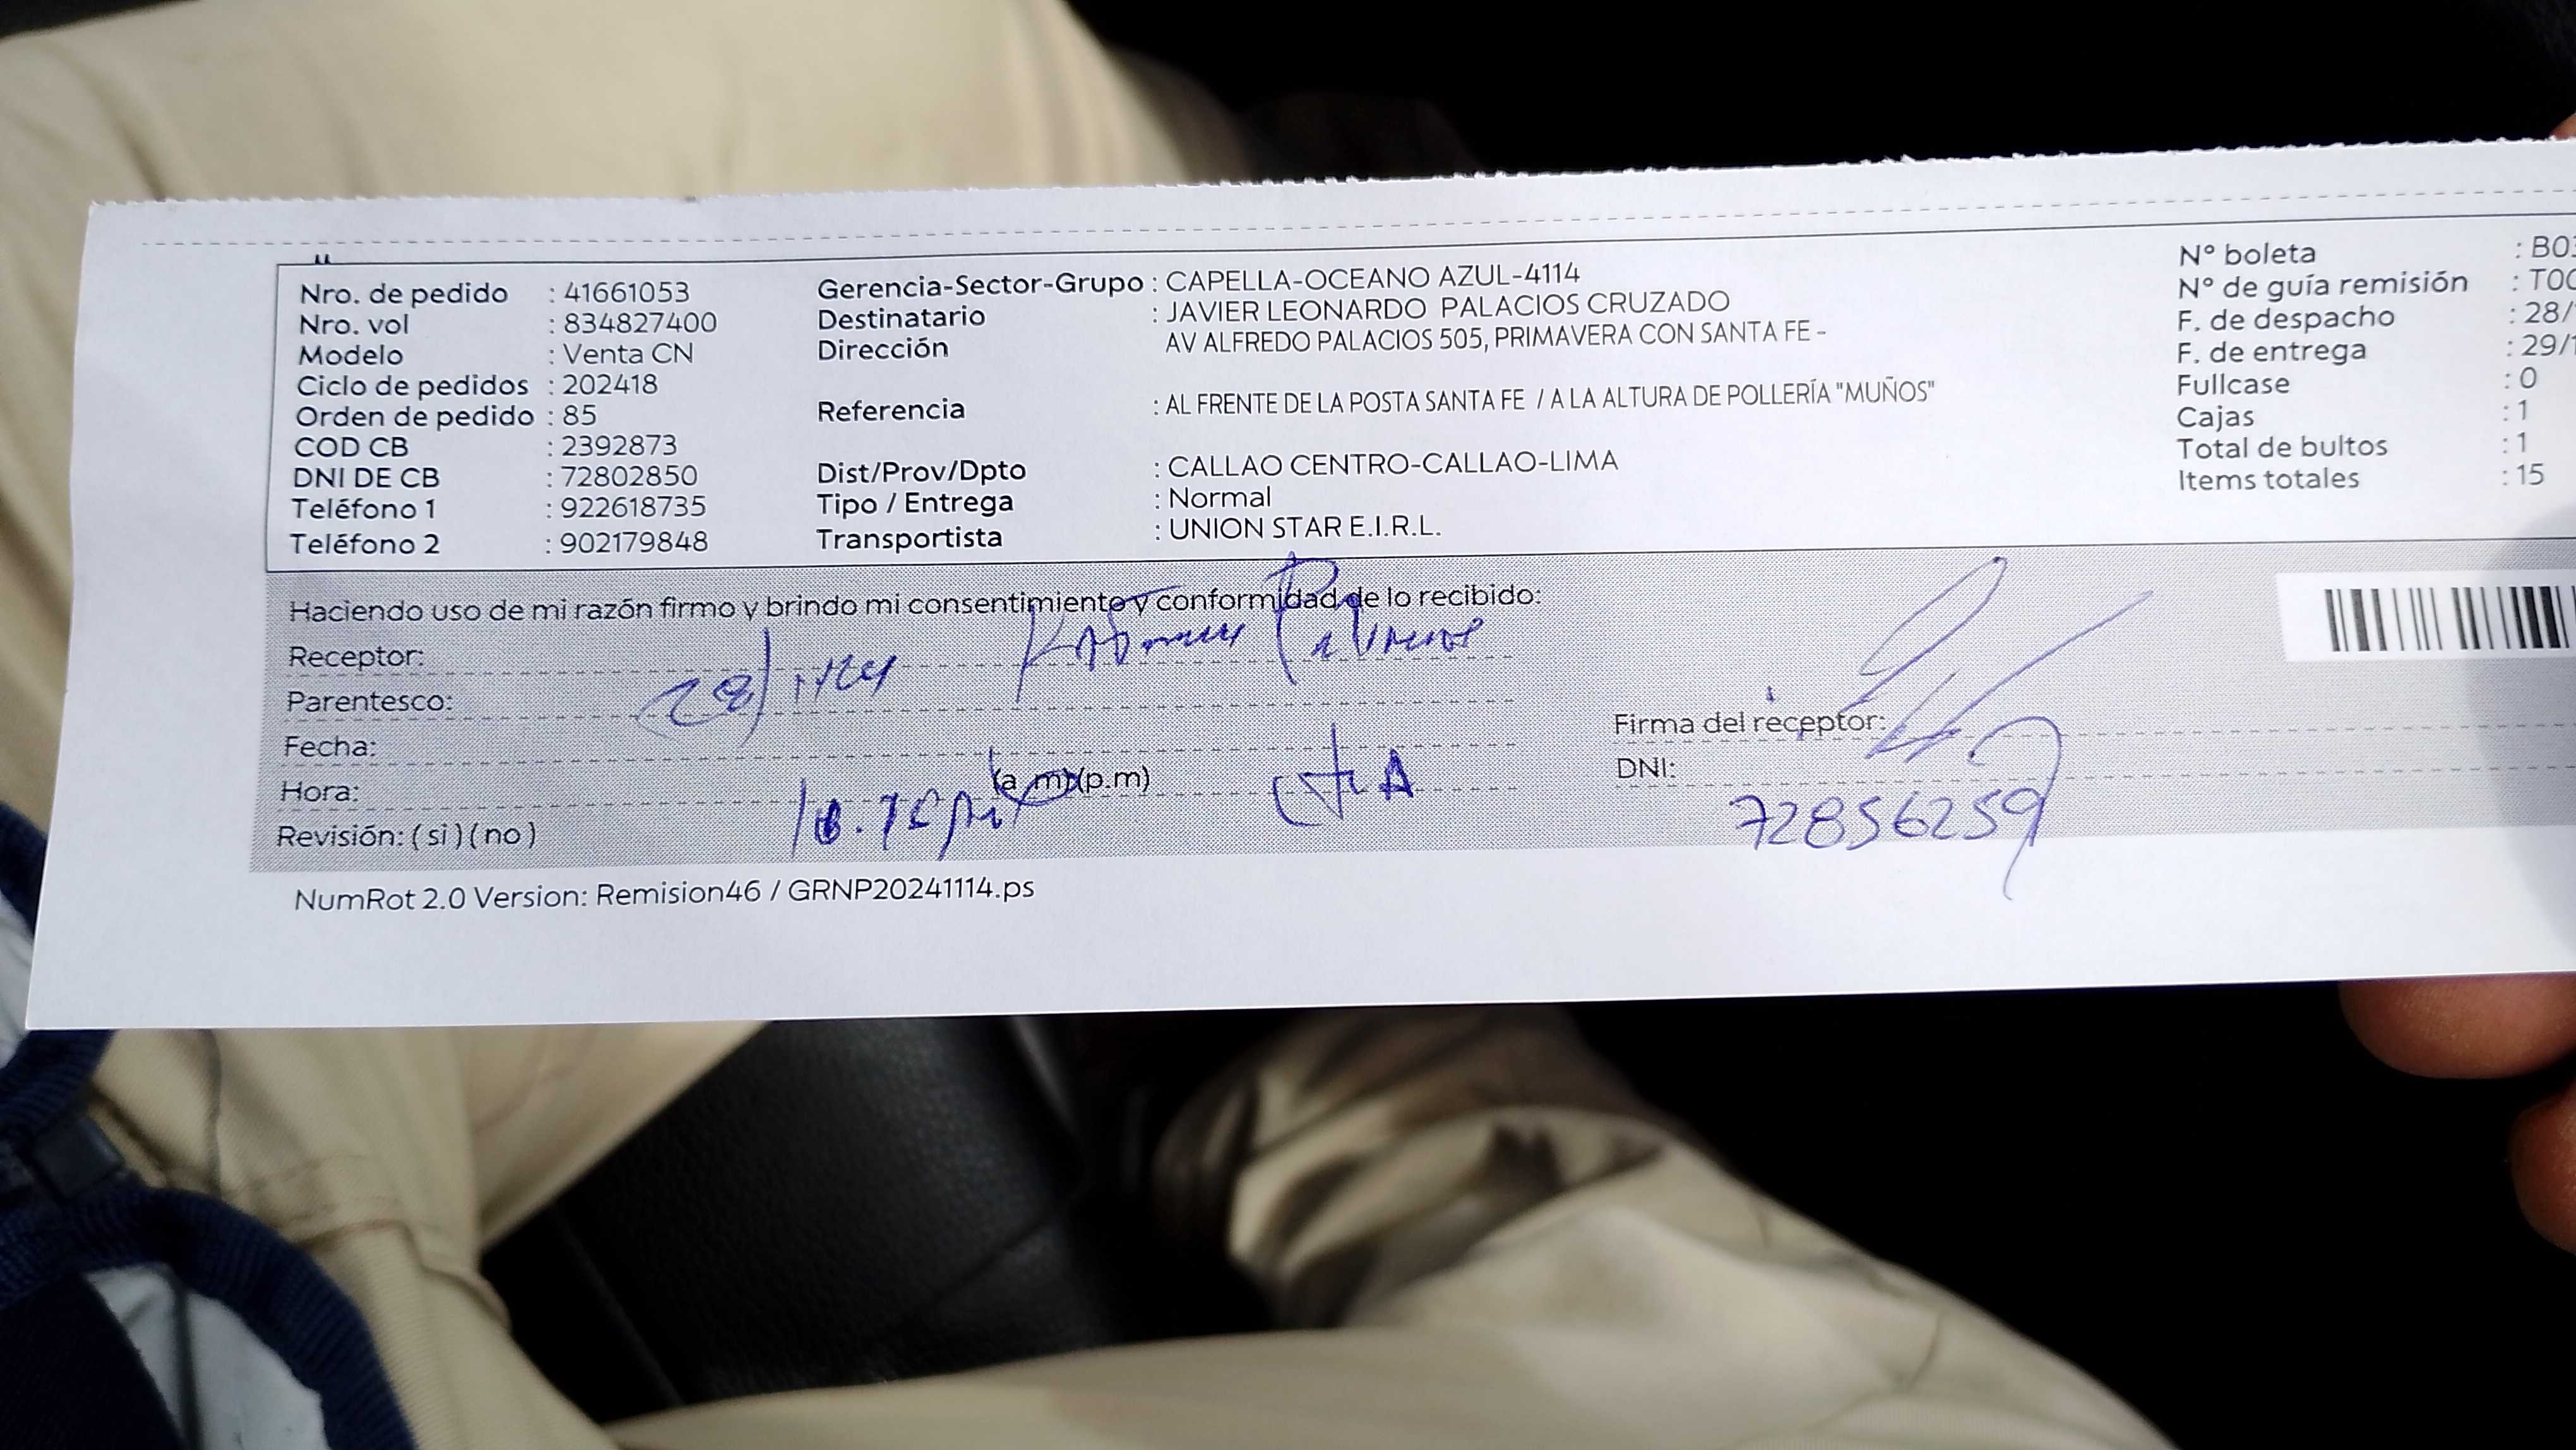 Nro. de pedido : 41661053
Nro. vol : 834827400
Modelo : Venta CN
Ciclo de pedidos : 202418
Orden de pedido : 85
COD CB : 2392873
DNI DE CB : 72802850
Teléfono 1 : 922618735
Teléfono 2 : 902179848
Gerencia-Sector-Grupo : CAPELLA-OCEANO AZUL-4114
Destinatario : JAVIER LEONARDO PALACIOS CRUZADO
Dirección AV ALFREDO PALACIOS 505, PRIMAVERA CON SANTA FE -
Referencia : AL FRENTE DE LA POSTA SANTA FE / A LA ALTURA DE POLLERÍA "MUÑOS"
Dist/Prov/Dpto : CALLAO CENTRO-CALLAO-LIMA
Tipo / Entrega : Normal
Transportista : UNION STAR E.I.R.L.
N° boleta : B03
N° de guía remisión : T00
F. de despacho : 28/
F. de entrega : 29/1
Fullcase : 0
Cajas : 1
Total de bultos : 1
Items totales : 15
Haciendo uso de mi razón firmo y brindo mi consentimiento y conformidad de lo recibido:
Receptor:
Parentesco: 28/11/24
Fecha:
Hora: (a.m)(p.m)
Revisión: ( si ) ( no )
Firma del receptor:
DNI:
72856259
NumRot 2.0 Version: Remision46 / GRNP20241114.ps